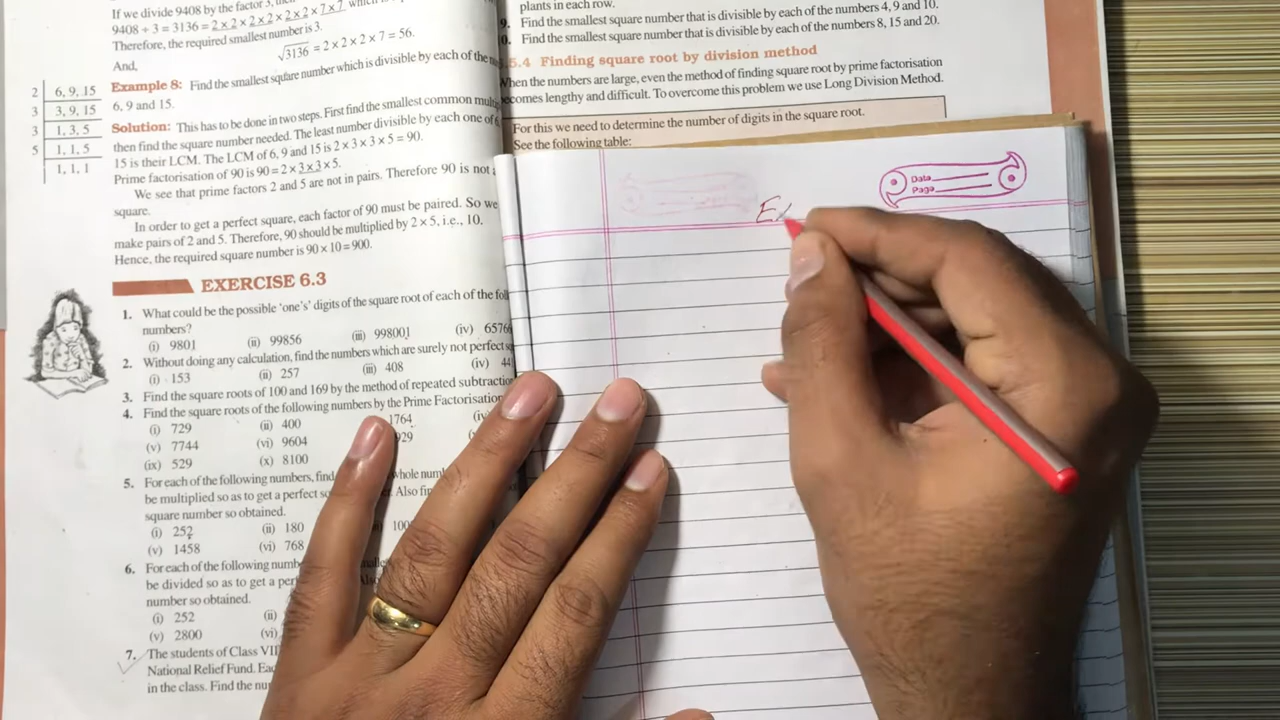 If we divide 9408 by the factor 3, then
9408 ÷ 3 = 3136 = 2 × 2 × 2 × 2 × 2 × 2 × 7 × 7
Therefore, the required smallest number is 3.
And,
√3136 = 2 × 2 × 2 × 7 = 56.
Example 8: Find the smallest square number which is divisible by each of the
6, 9 and 15.
2 6, 9, 15
3 3, 9, 15
3 1, 3, 5
5 1, 1, 5
1, 1, 1
Solution: This has to be done in two steps. First find the smallest common
then find the square number needed. The least number divisible by each one of
15 is their LCM. The LCM of 6, 9 and 15 is 2 × 3 × 3 × 5 = 90.
Prime factorisation of 90 is 90 = 2 × 3 × 3 × 5.
We see that prime factors 2 and 5 are not in pairs. Therefore 90 is not
square.
In order to get a perfect square, each factor of 90 must be paired. So we
make pairs of 2 and 5. Therefore, 90 should be multiplied by 2 × 5, i.e., 10.
Hence, the required square number is 90 × 10 = 900.
EXERCISE 6.3
1. What could be the possible 'one's' digits of the square root of each of the
numbers?
(i) 9801 (ii) 99856 (iii) 998001 (iv)
2. Without doing any calculation, find the numbers which are surely not perfect
(i) 153 (ii) 257 (iii) 408 (iv)
3. Find the square roots of 100 and 169 by the method of repeated
4. Find the square roots of the following numbers by the Prime Factorisation
(i) 729 (ii) 400 1764
(v) 7744 (vi) 9604
(ix) 529 (x) 8100
5. For each of the following numbers, find whole
be multiplied so as to get a perfect Also
square number so obtained.
(i) 252 (ii) 180
(v) 1458 (vi) 768
6. For each of the following
be divided so as to get a
number so obtained.
(i) 252 (ii)
(v) 2800 (vi)
7. The students of Class
National Relief Fund.
in the class. Find the
plants in each row.
9. Find the smallest square number that is divisible by each of the numbers 4, 9 and 10.
Find the smallest square number that is divisible by each of the numbers 8, 15 and 20.
5.4 Finding square root by division method
When the numbers are large, even the method of finding square root by prime factorisation
becomes lengthy and difficult. To overcome this problem we use Long Division Method.
For this we need to determine the number of digits in the square root.
See the following table:
Data
Page